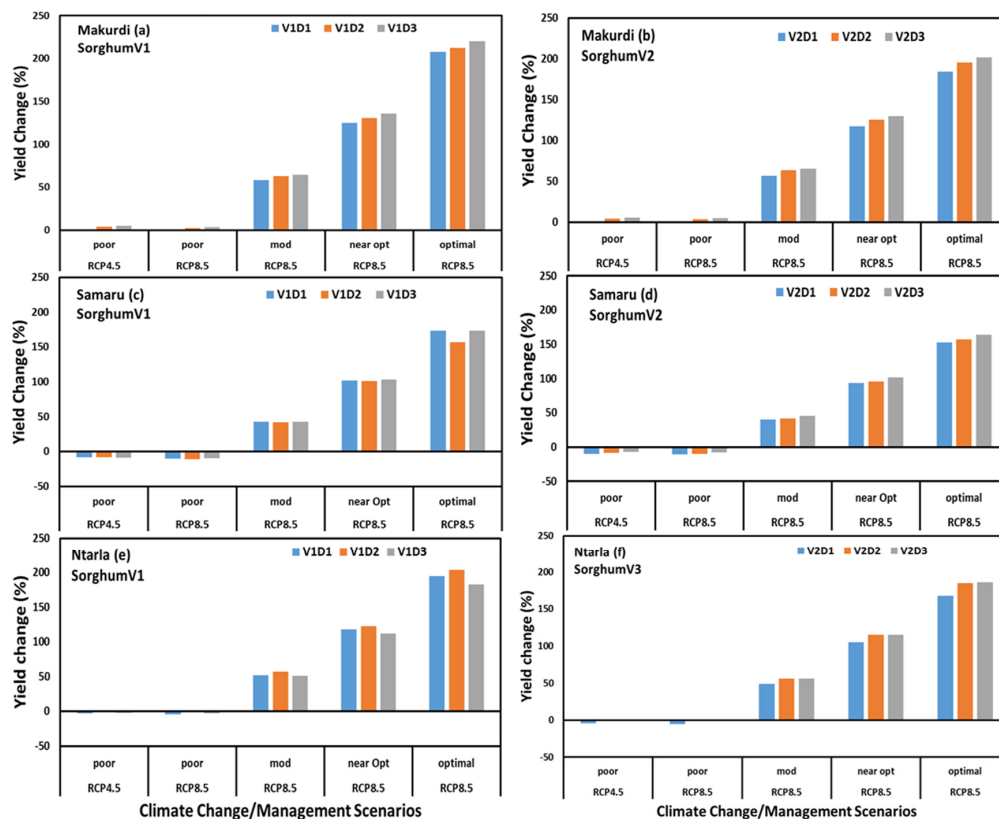 Makurdi (a)
SorghumV1
V1D1 V1D2 V1D3
Yield Change (%)
250
200
150
100
50
0
poor poor mod near opt optimal
RCP4.5 RCP8.5 RCP8.5 RCP8.5 RCP8.5
Makurdi (b)
SorghumV2
V2D1 V2D2 V2D3
Yield Change (%)
250
200
150
100
50
0
poor poor mod near opt optimal
RCP4.5 RCP8.5 RCP8.5 RCP8.5 RCP8.5
Samaru (c)
SorghumV1
V1D1 V1D2 V1D3
Yield Change (%)
250
200
150
100
50
0
-50
poor poor mod near Opt optimal
RCP4.5 RCP8.5 RCP8.5 RCP8.5 RCP8.5
Samaru (d)
SorghumV2
V2D1 V2D2 V2D3
Yield Change (%)
250
200
150
100
50
0
-50
poor poor mod near Opt optimal
RCP4.5 RCP8.5 RCP8.5 RCP8.5 RCP8.5
Ntarla (e)
SorghumV1
V1D1 V1D2 V1D3
Yield change (%)
250
200
150
100
50
0
-50
poor poor mod near Opt optimal
RCP4.5 RCP8.5 RCP8.5 RCP8.5 RCP8.5
Climate Change/Management Scenarios
Ntarla (f)
SorghumV3
V2D1 V2D2 V2D3
Yield change (%)
250
200
150
100
50
0
-50
poor poor mod near Opt optimal
RCP4.5 RCP8.5 RCP8.5 RCP8.5 RCP8.5
Climate Change/Management Scenarios